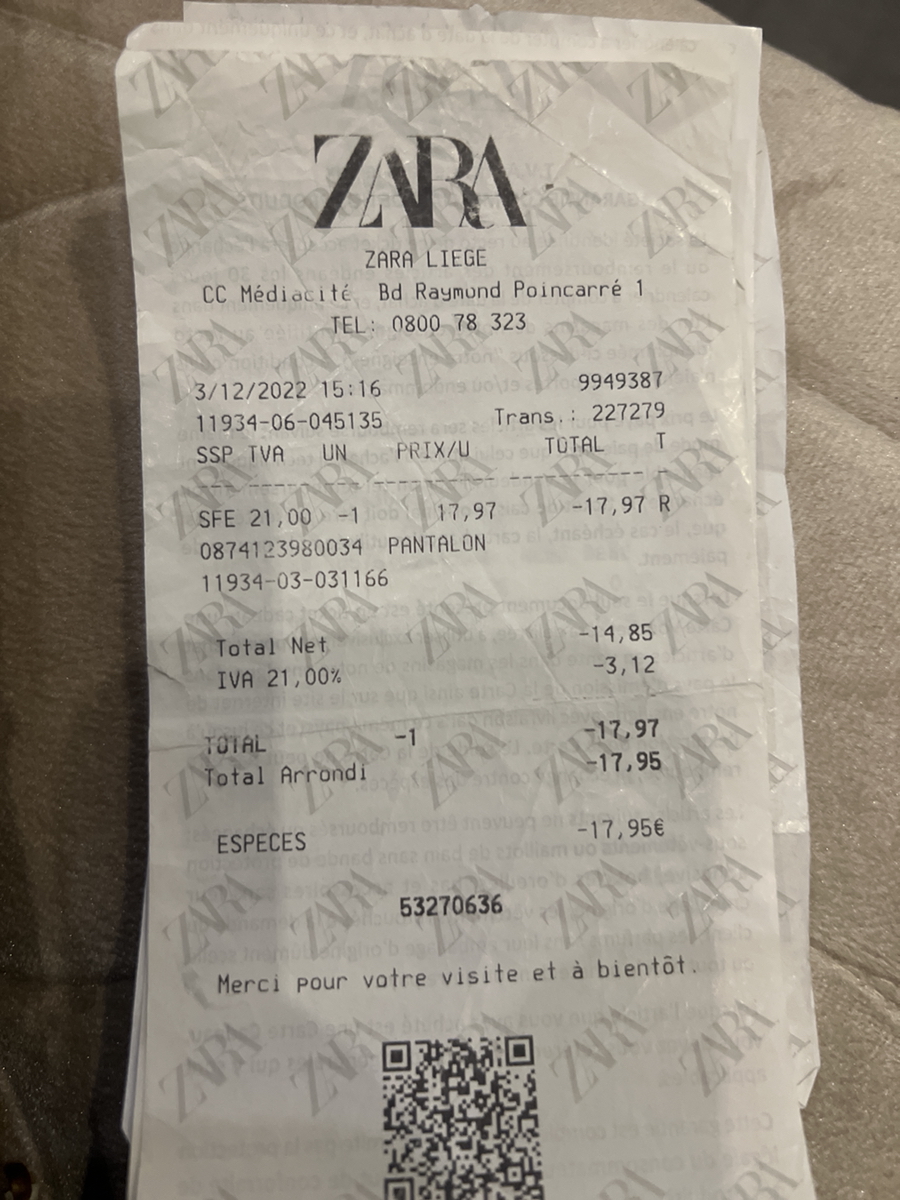 ZARA
ZARA LIEGE
CC Médiacité Bd Raymond Poincarré 1
TEL: 0800 78 323
3/12/2022 15:16 9949387
11934-06-045135 Trans.: 227279
SSP TVA UN PRIX/U TOTAL T
SFE 21,00 -1 17,97 -17,97 R
0874123980034 PANTALON
11934-03-031166
Total Net -14,85
IVA 21,00% -3,12
TOTAL -1 -17,97
Total Arrondi -17,95
ESPECES -17,95€
53270636
Merci pour votre visite et à bientôt.